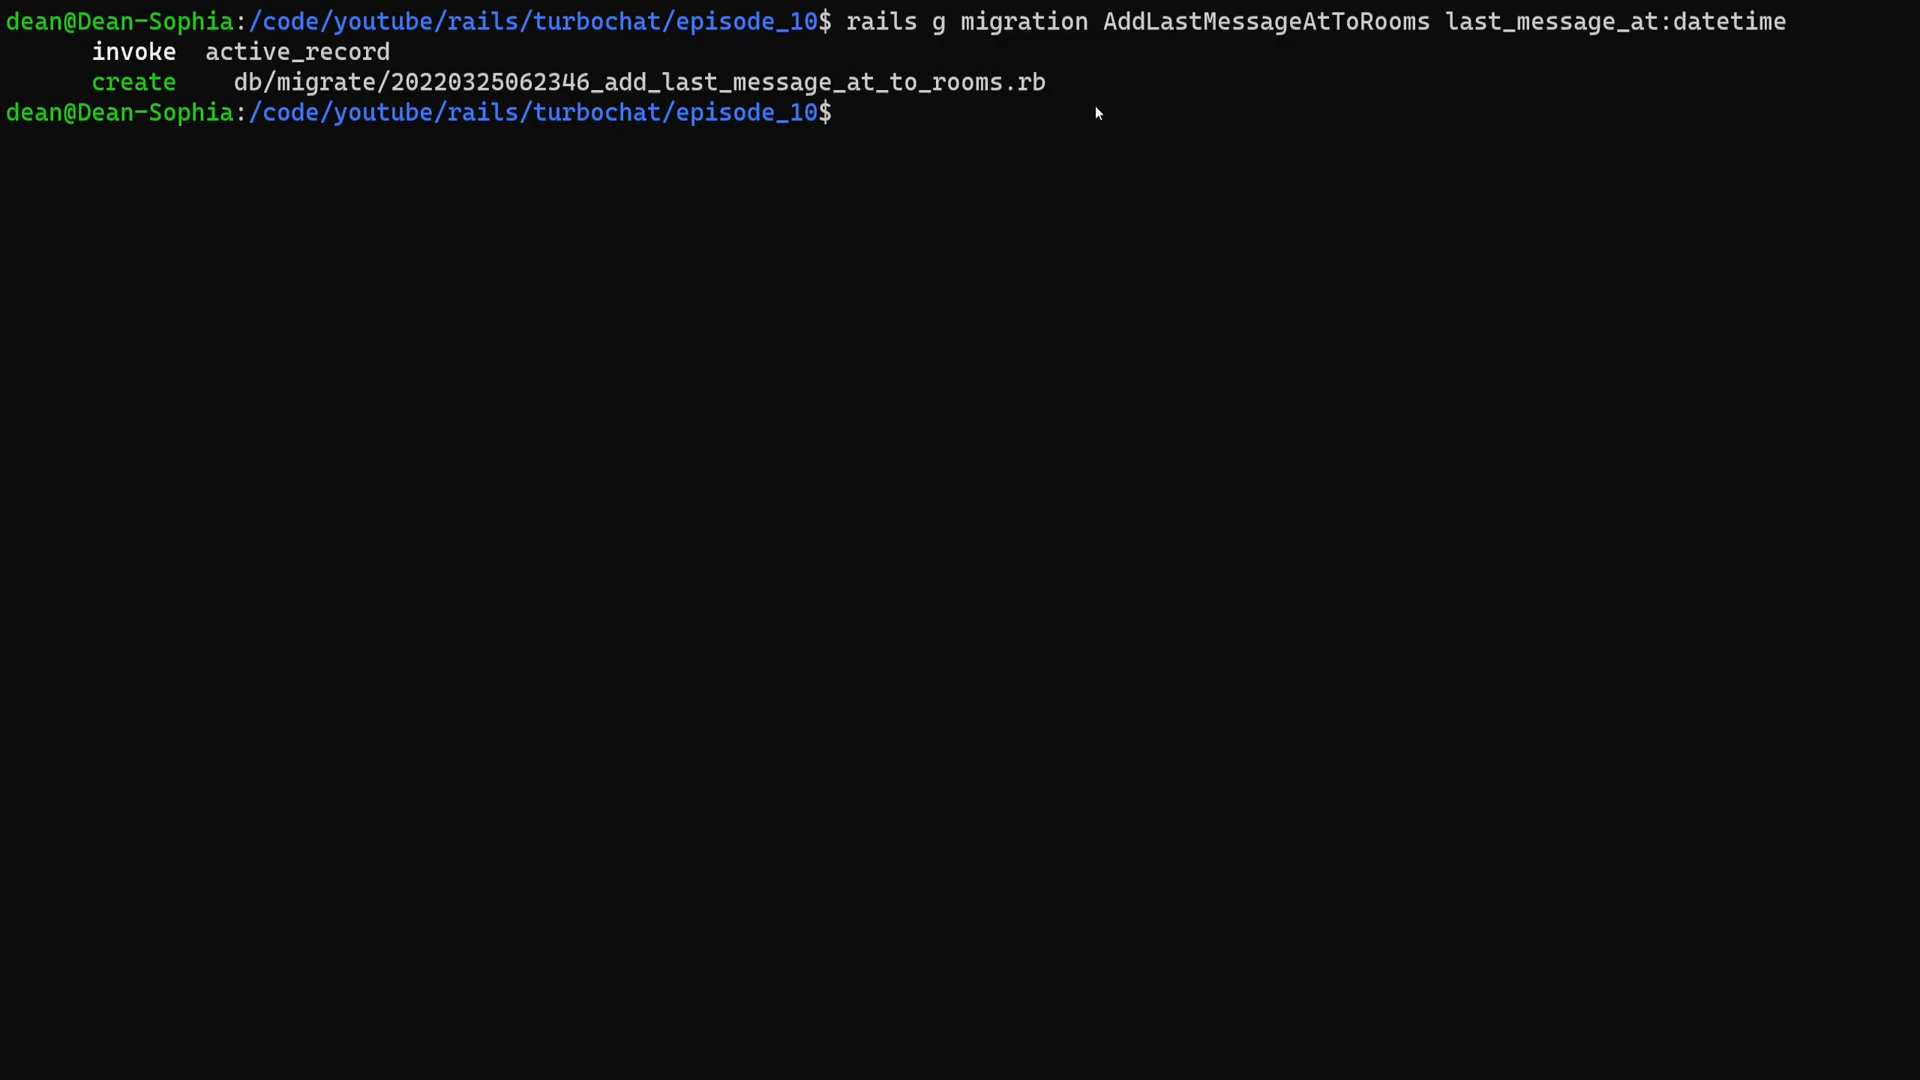 dean@Dean-Sophia:/code/youtube/rails/turbochat/episode_10$ rails g migration AddLastMessageAtToRooms last_message_at:datetime
invoke  active_record
create    db/migrate/20220325062346_add_last_message_at_to_rooms.rb
dean@Dean-Sophia:/code/youtube/rails/turbochat/episode_10$